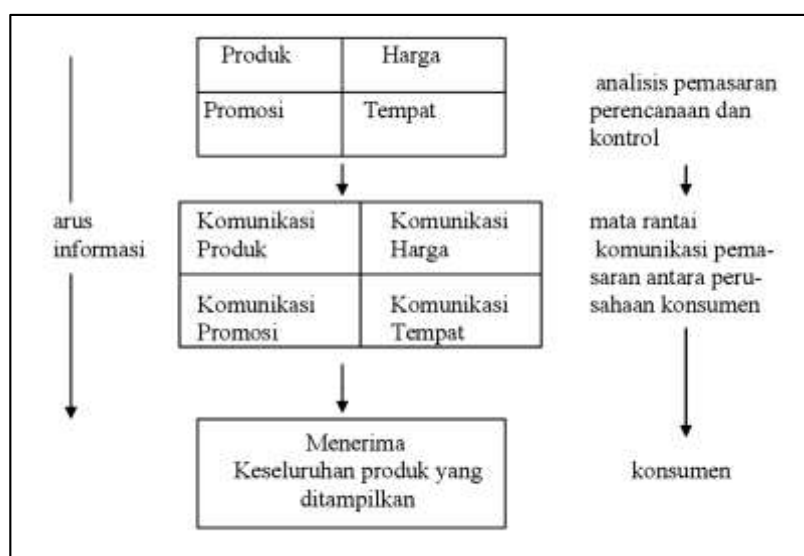 Produk Harga
Promosi Tempat
analisis pemasaran
perencanaan dan
kontrol
arus
informasi
Komunikasi
Produk
Komunikasi
Harga
Komunikasi
Promosi
Komunikasi
Tempat
mata rantai
komunikasi pema-
saran antara peru-
sahaan konsumen
Menerima
Keseluruhan produk yang
ditampilkan
konsumen